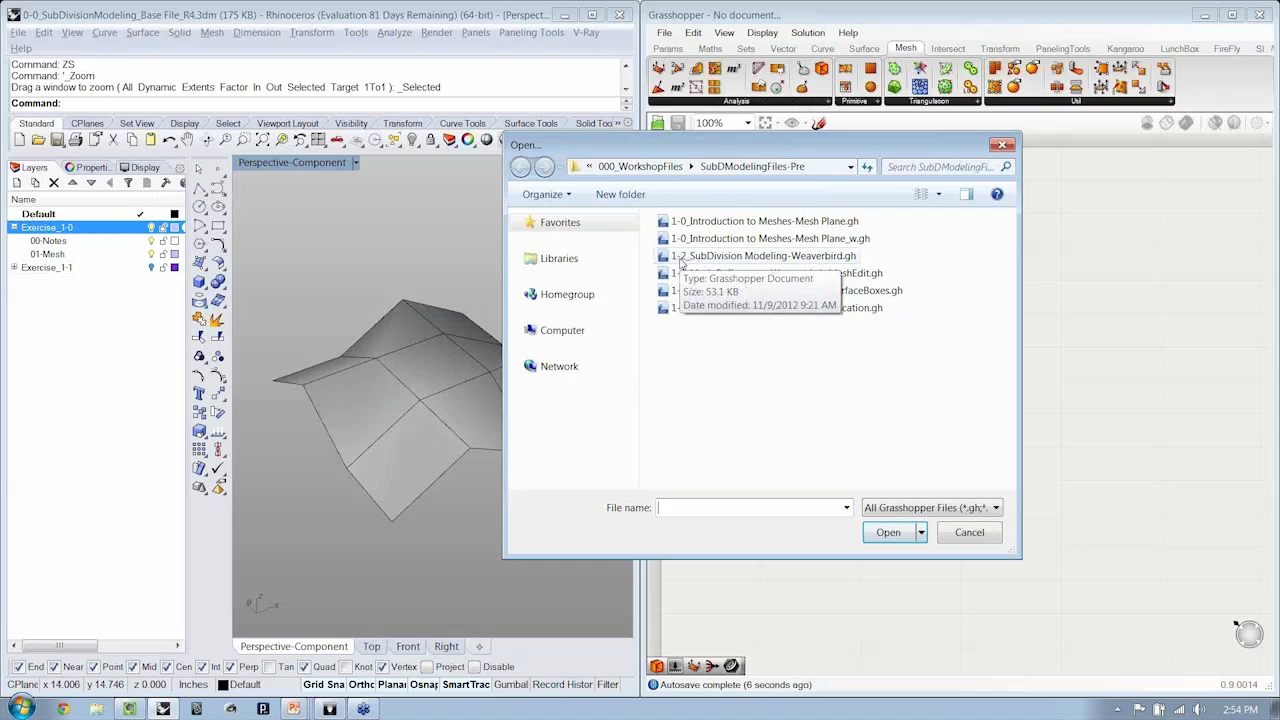 0-0_SubDivisionModeling_Base File_R4.3dm (175 KB) - Rhinoceros (Evaluation 81 Days Remaining) (64-bit) - [Perspect...
File Edit View Curve Surface Solid Mesh Dimension Transform Tools Analyze Render Panels Paneling Tools V-Ray
Help
Command: ZS
Command: '_Zoom
Drag a window to zoom ( All Dynamic Extents Factor In Out Selected Target 1To1 ): _Selected
Command:
Standard CPlanes Set View Display Select Viewport Layout Visibility Transform Curve Tools Surface Tools Solid Too
Layers Properti... Display
Name
Default
Exercise_1-0
00-Notes
01-Mesh
Exercise_1-1
Perspective-Component
y z x
Perspective-Component Top Front Right
End Near Point Mid Cen Int Perp Tan Quad Knot Vertex Project Disable
CPlane X 14.006 Y 14.746 Z 0.000 Inches Default Grid Sna Ortho Planar Osnap SmartTrac Gumbal Record Histor Filter
Grasshopper - No document...
File Edit View Display Solution Help
Params Maths Sets Vector Curve Surface Mesh Intersect Transform PanelingTools Kangaroo LunchBox FireFly
Analysis Primitive Triangulation Util
100%
Open...
« 000_WorkshopFiles SubDModelingFiles-Pre
Search SubDModelingFi...
Organize New folder
Favorites
Libraries
Homegroup
Computer
Network
1-0_Introduction to Meshes-Mesh Plane.gh
1-0_Introduction to Meshes-Mesh Plane_w.gh
1-2_SubDivision Modeling-Weaverbird.gh
MeshEdit.gh
rfaceBoxes.gh
cation.gh
Type: Grasshopper Document
Size: 53.1 KB
Date modified: 11/9/2012 9:21 AM
File name:
All Grasshopper Files (*.gh;*.
Open Cancel
Autosave complete (6 seconds ago)
0.9.0014
2:54 PM